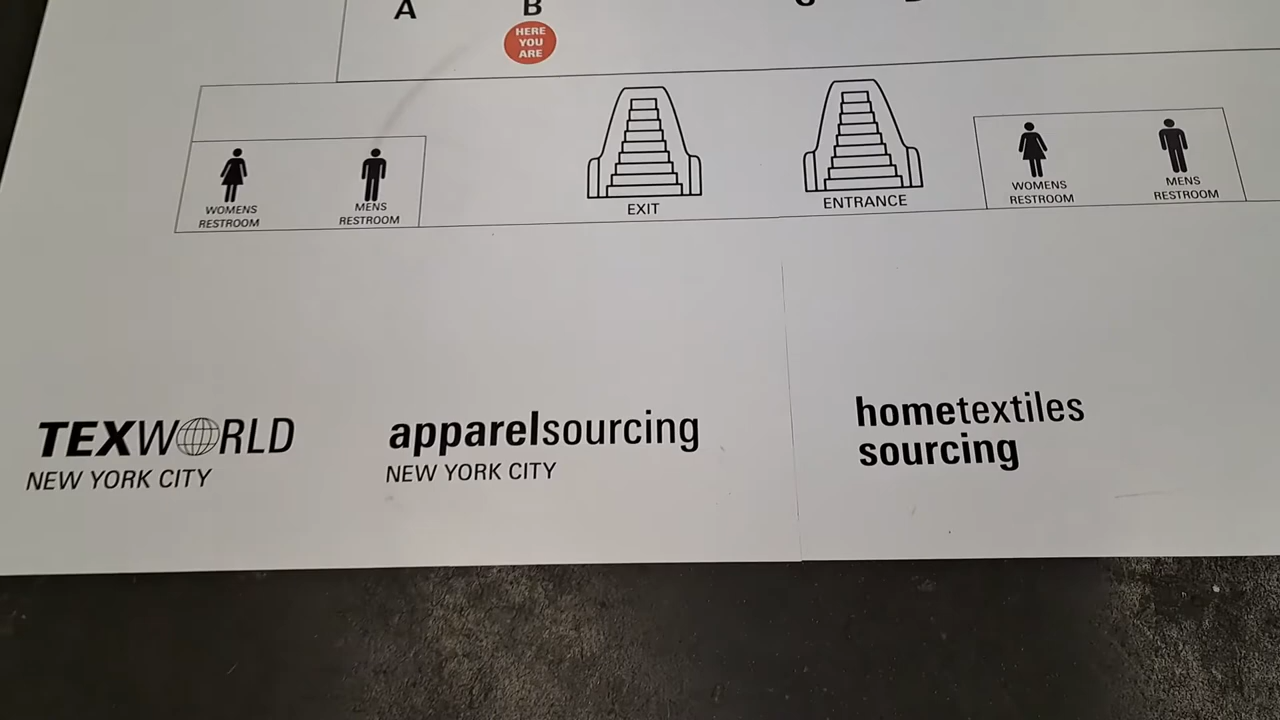 A
B
HERE
YOU
ARE
WOMENS
RESTROOM
MENS
RESTROOM
EXIT
ENTRANCE
WOMENS
RESTROOM
MENS
RESTROOM
TEXWORLD
NEW YORK CITY
apparelsourcing
NEW YORK CITY
hometextiles
sourcing